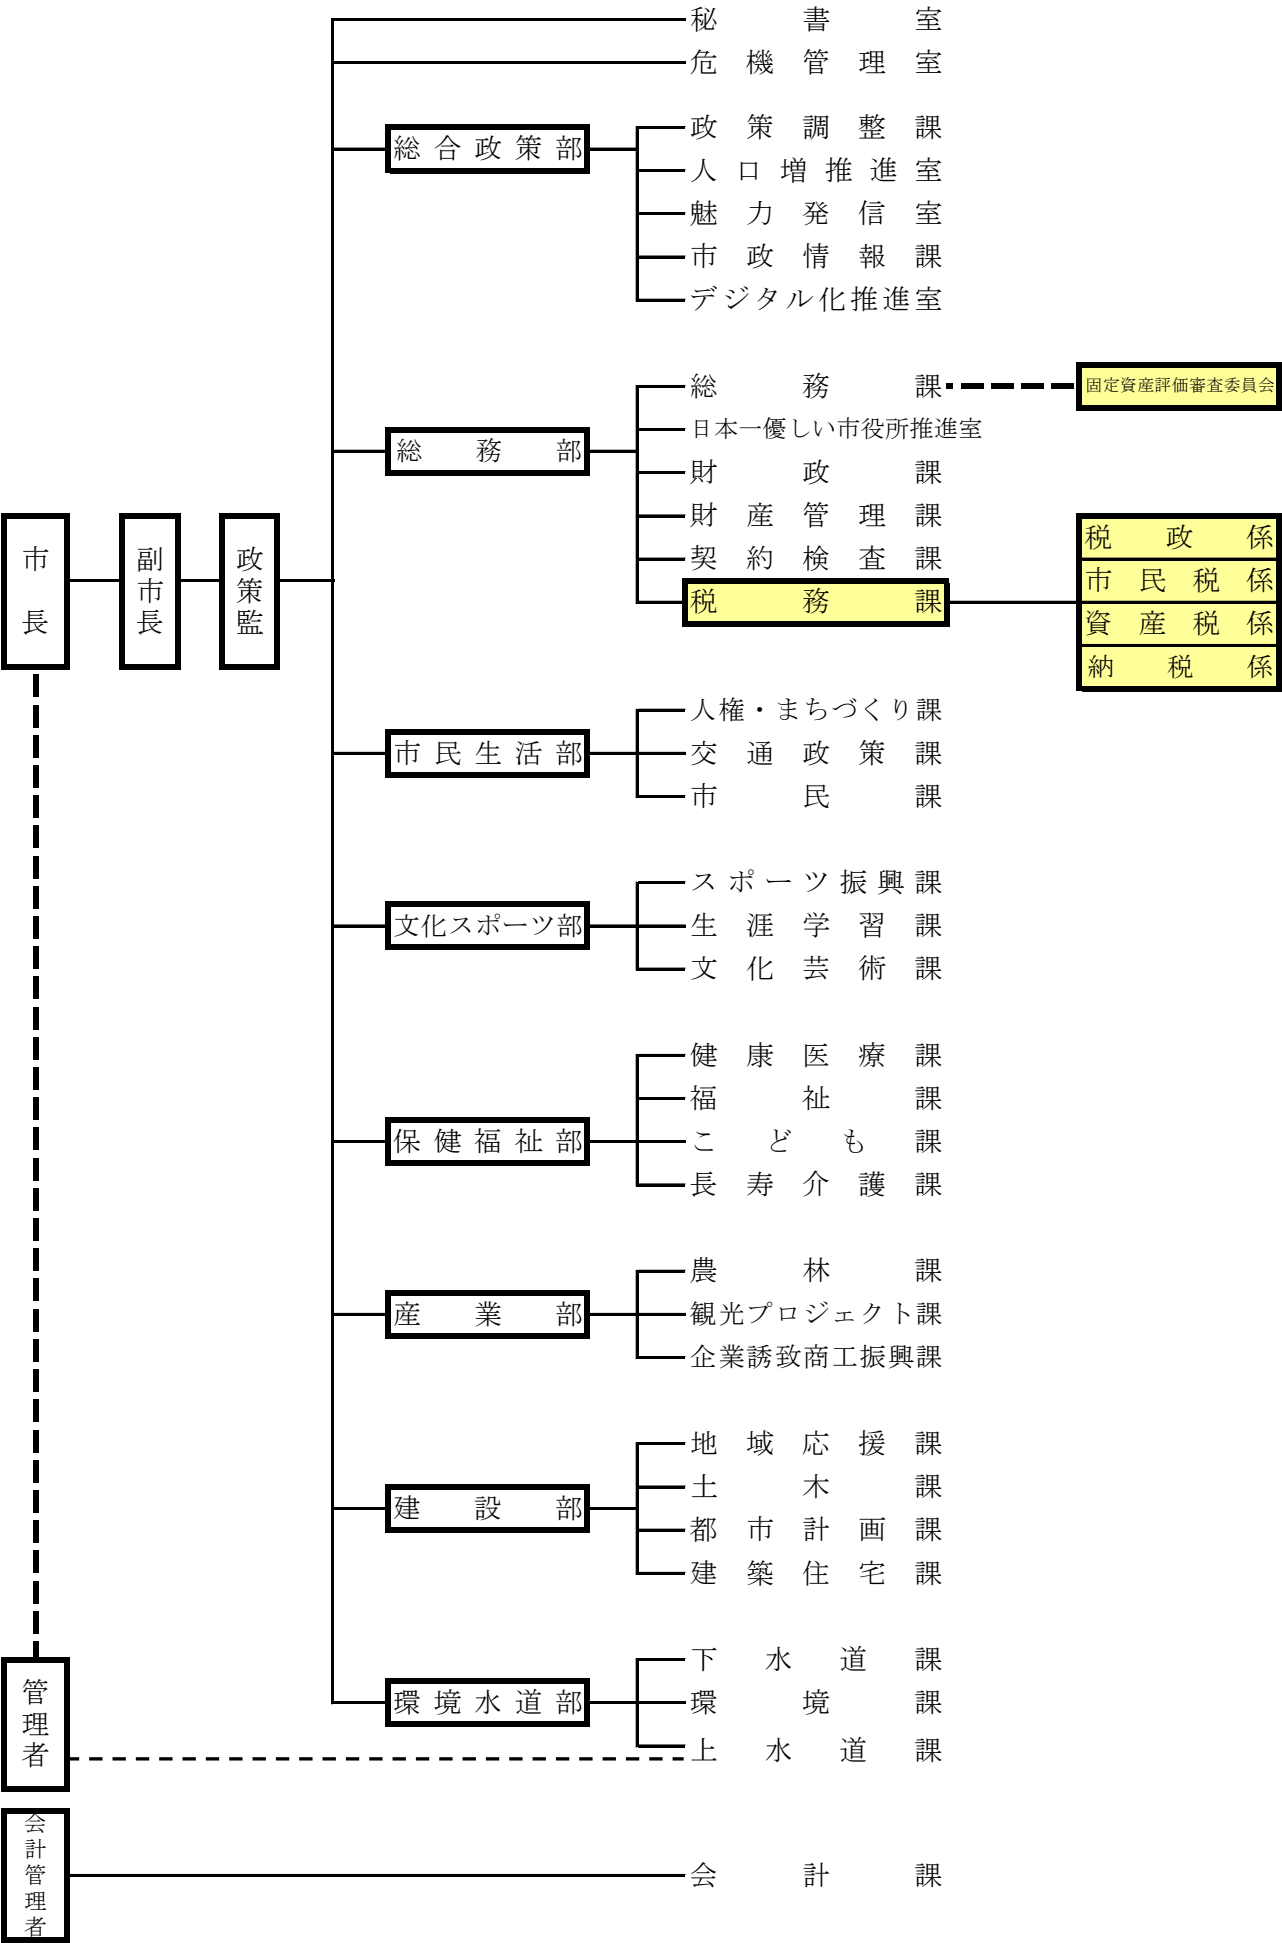 秘書室
危機管理室
総合政策部
政策調整課
人口増推進室
魅力発信室
市政情報課
デジタル化推進室
総務部
総務課
固定資産評価審査委員会
日本一優しい市役所推進室
財政課
財産管理課
契約検査課
税務課
税政係
市民税係
資産税係
納税係
市長
副市長
政策監
市民生活部
人権・まちづくり課
交通政策課
市民課
文化スポーツ部
スポーツ振興課
生涯学習課
文化芸術課
保健福祉部
健康医療課
福祉課
こども課
長寿介護課
産業部
農林課
観光プロジェクト課
企業誘致商工振興課
建設部
地域応援課
土木課
都市計画課
建築住宅課
環境水道部
下水道課
環境課
上水道課
管理者
会計管理者
会計課